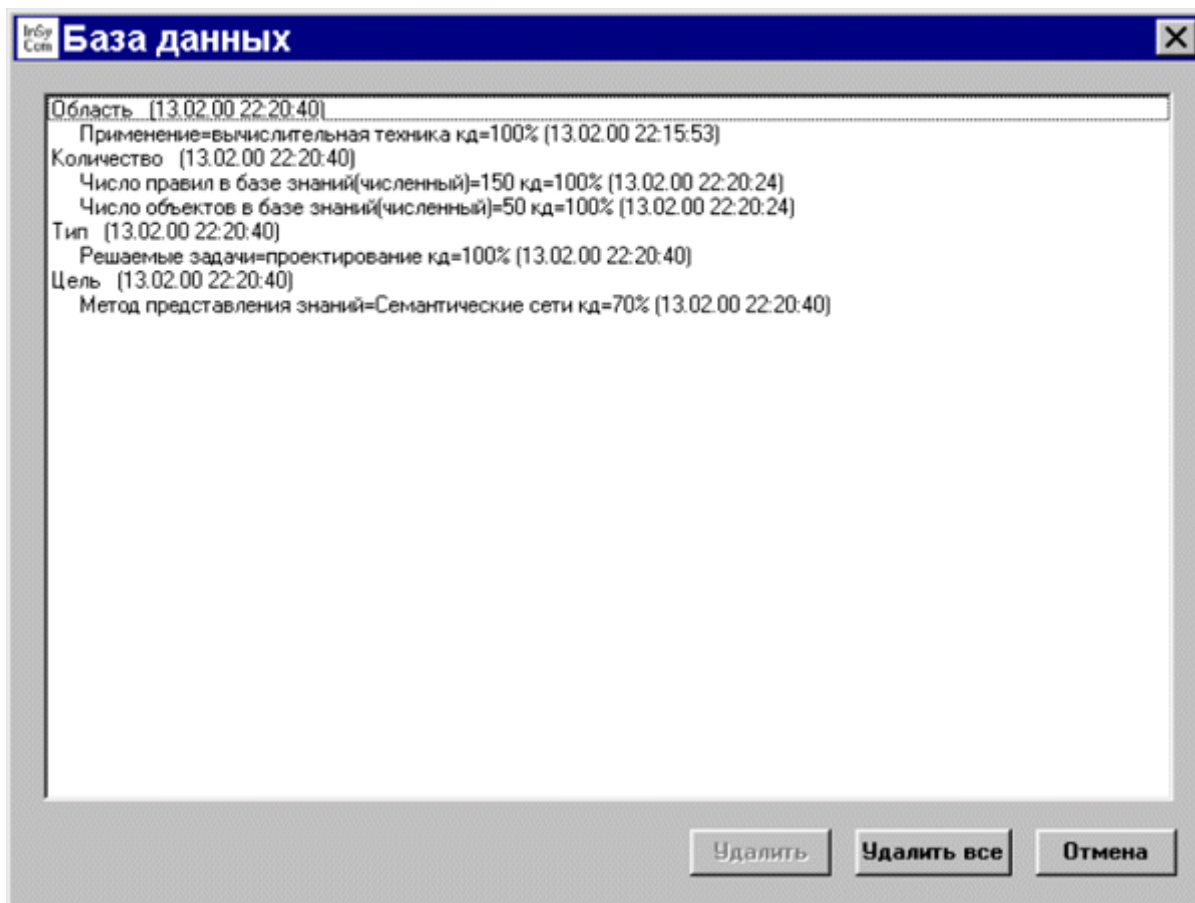 InSy
Com
База данных
Область (13.02.00 22:20:40)
Применение=вычислительная техника кд=100% (13.02.00 22:15:53)
Количество (13.02.00 22:20:40)
Число правил в базе знаний(численный)=150 кд=100% (13.02.00 22:20:24)
Число объектов в базе знаний(численный)=50 кд=100% (13.02.00 22:20:24)
Тип (13.02.00 22:20:40)
Решаемые задачи=проектирование кд=100% (13.02.00 22:20:40)
Цель (13.02.00 22:20:40)
Метод представления знаний=Семантические сети кд=70% (13.02.00 22:20:40)
Удалить Удалить все Отмена